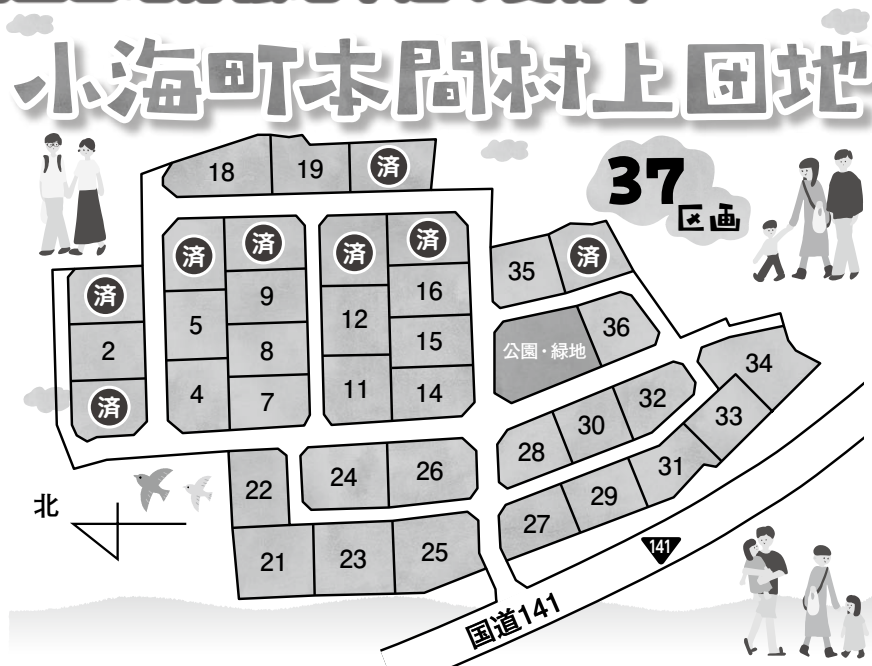 小海町本間村上団地
37
区画
18 19 済
済 済 済 済
35 済
済 9 16
5 12 36
2 8 15 公園・緑地
34
済 4 7 11 14
32 33
28 30 31
22 24 26
27 29
21 23 25
北
141
国道141